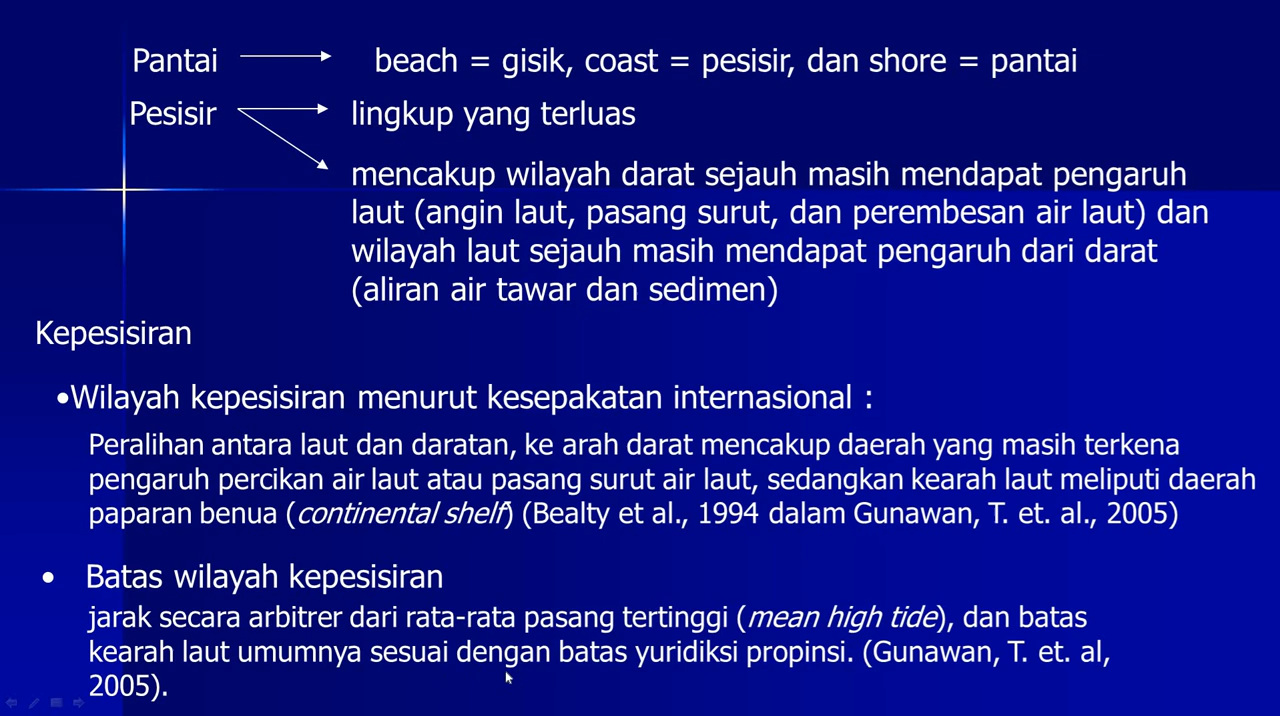 Pantai beach = gisik, coast = pesisir, dan shore = pantai
Pesisir lingkup yang terluas
mencakup wilayah darat sejauh masih mendapat pengaruh
laut (angin laut, pasang surut, dan perembesan air laut) dan
wilayah laut sejauh masih mendapat pengaruh dari darat
(aliran air tawar dan sedimen)
Kepesisiran
•Wilayah kepesisiran menurut kesepakatan internasional :
Peralihan antara laut dan daratan, ke arah darat mencakup daerah yang masih terkena
pengaruh percikan air laut atau pasang surut air laut, sedangkan kearah laut meliputi daerah
paparan benua (continental shelf) (Bealty et al., 1994 dalam Gunawan, T. et. al., 2005)
• Batas wilayah kepesisiran
jarak secara arbitrer dari rata-rata pasang tertinggi (mean high tide), dan batas
kearah laut umumnya sesuai dengan batas yuridiksi propinsi. (Gunawan, T. et. al,
2005).